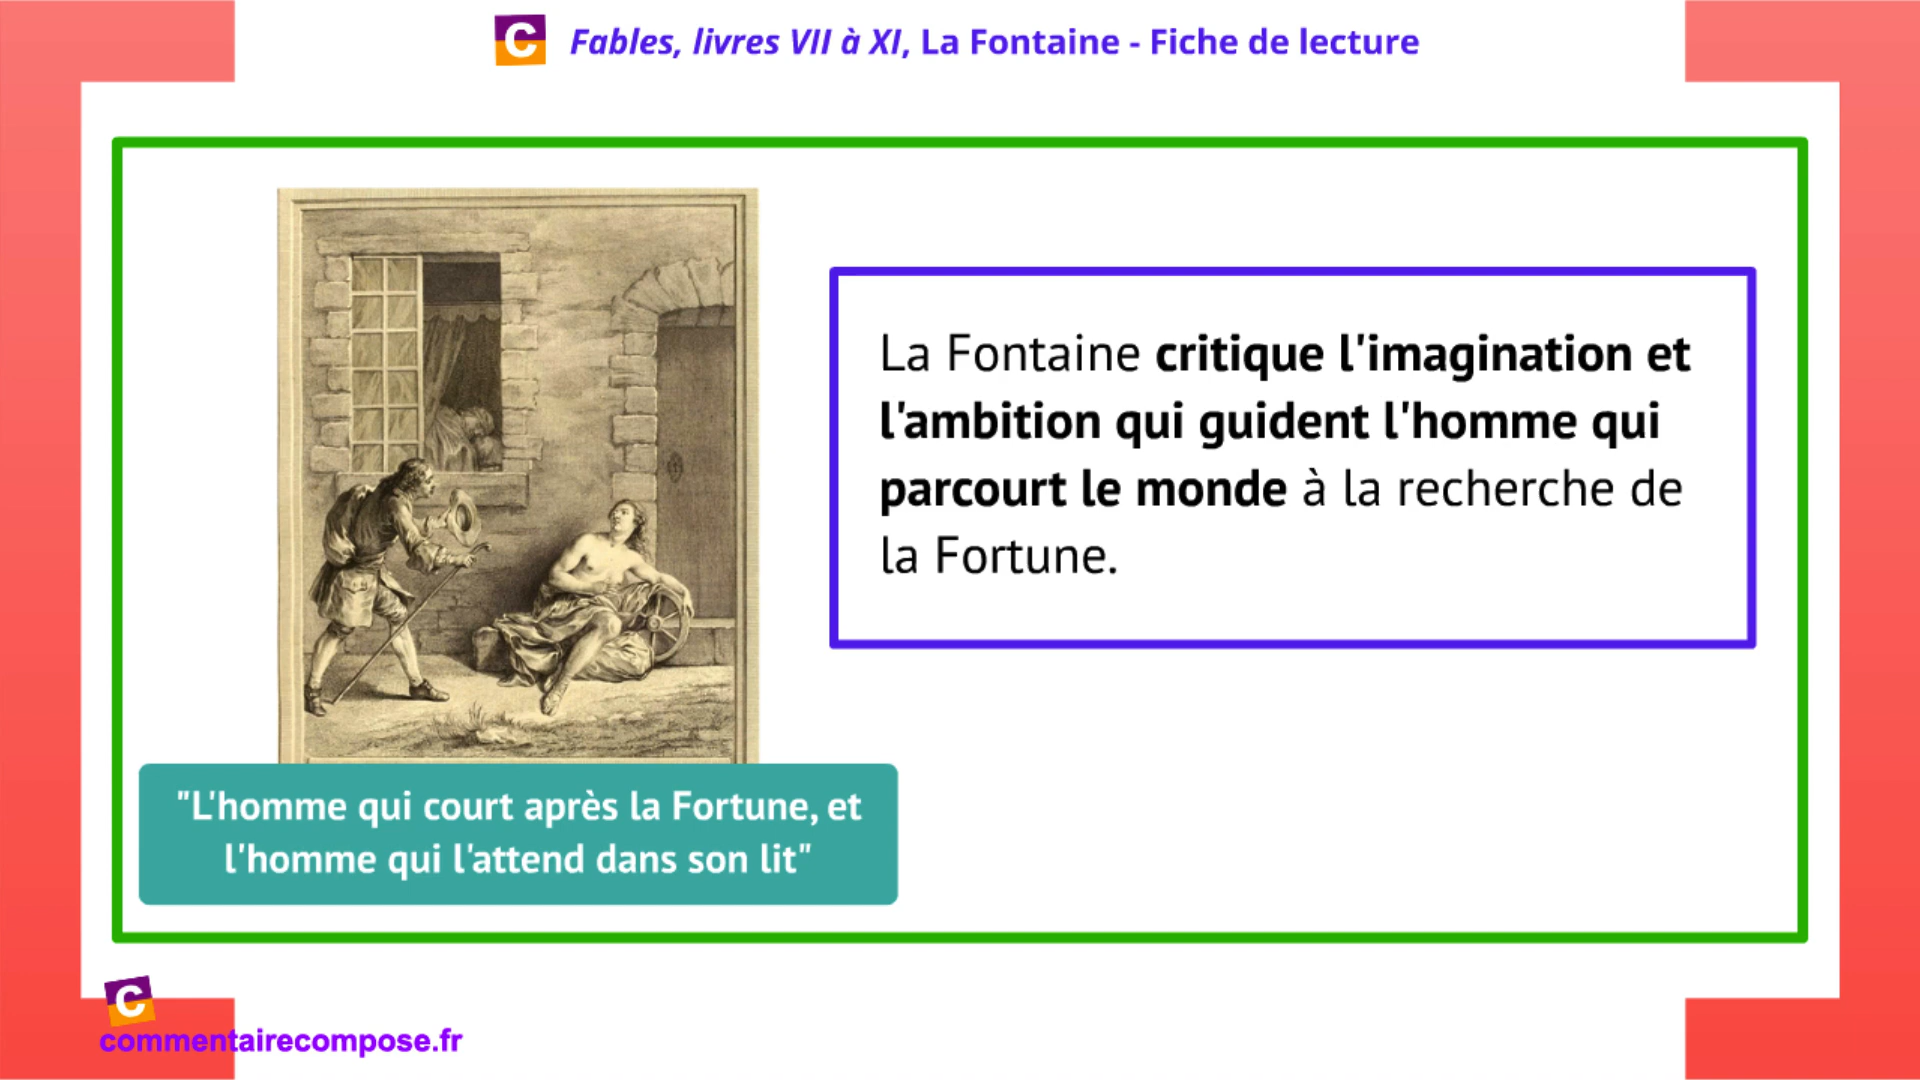 C Fables, livres VII à XI, La Fontaine - Fiche de lecture
La Fontaine critique l'imagination et
l'ambition qui guident l'homme qui
parcourt le monde à la recherche de
la Fortune.
"L'homme qui court après la Fortune, et
l'homme qui l'attend dans son lit"
C
commentairecompose.fr